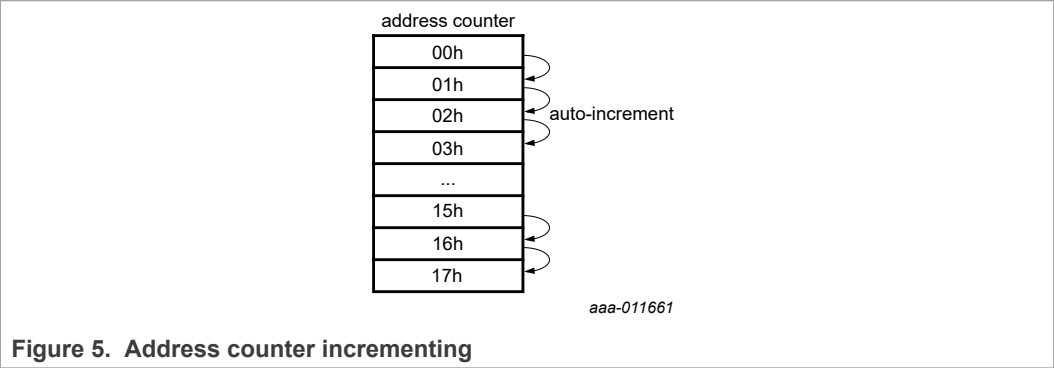 address counter
00h
01h
02h
auto-increment
03h
...
15h
16h
17h
aaa-011661
Figure 5. Address counter incrementing